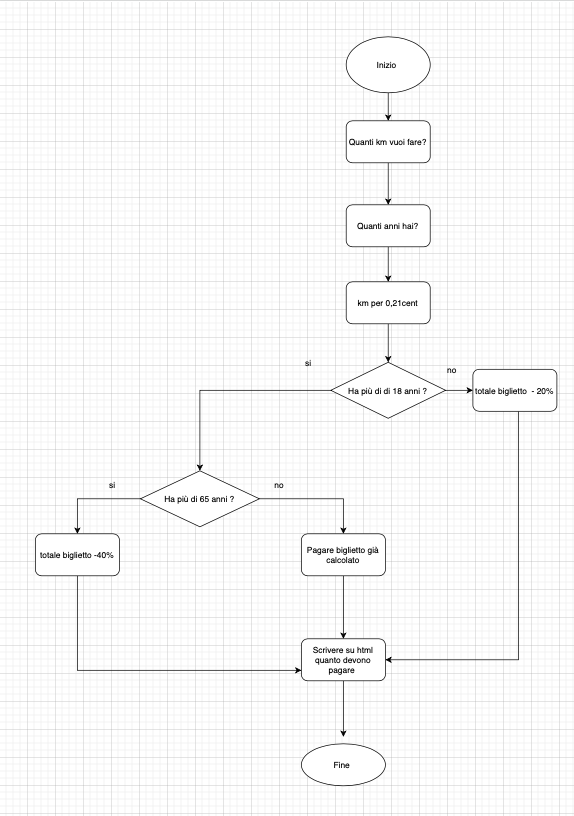 Inizio
Quanti km vuoi fare?
Quanti anni hai?
km per 0,21cent
si
no
Ha più di di 18 anni ?
totale biglietto - 20%
si
no
Ha più di 65 anni ?
totale biglietto -40%
Pagare biglietto già
calcolato
Scrivere su html
quanto devono
pagare
Fine